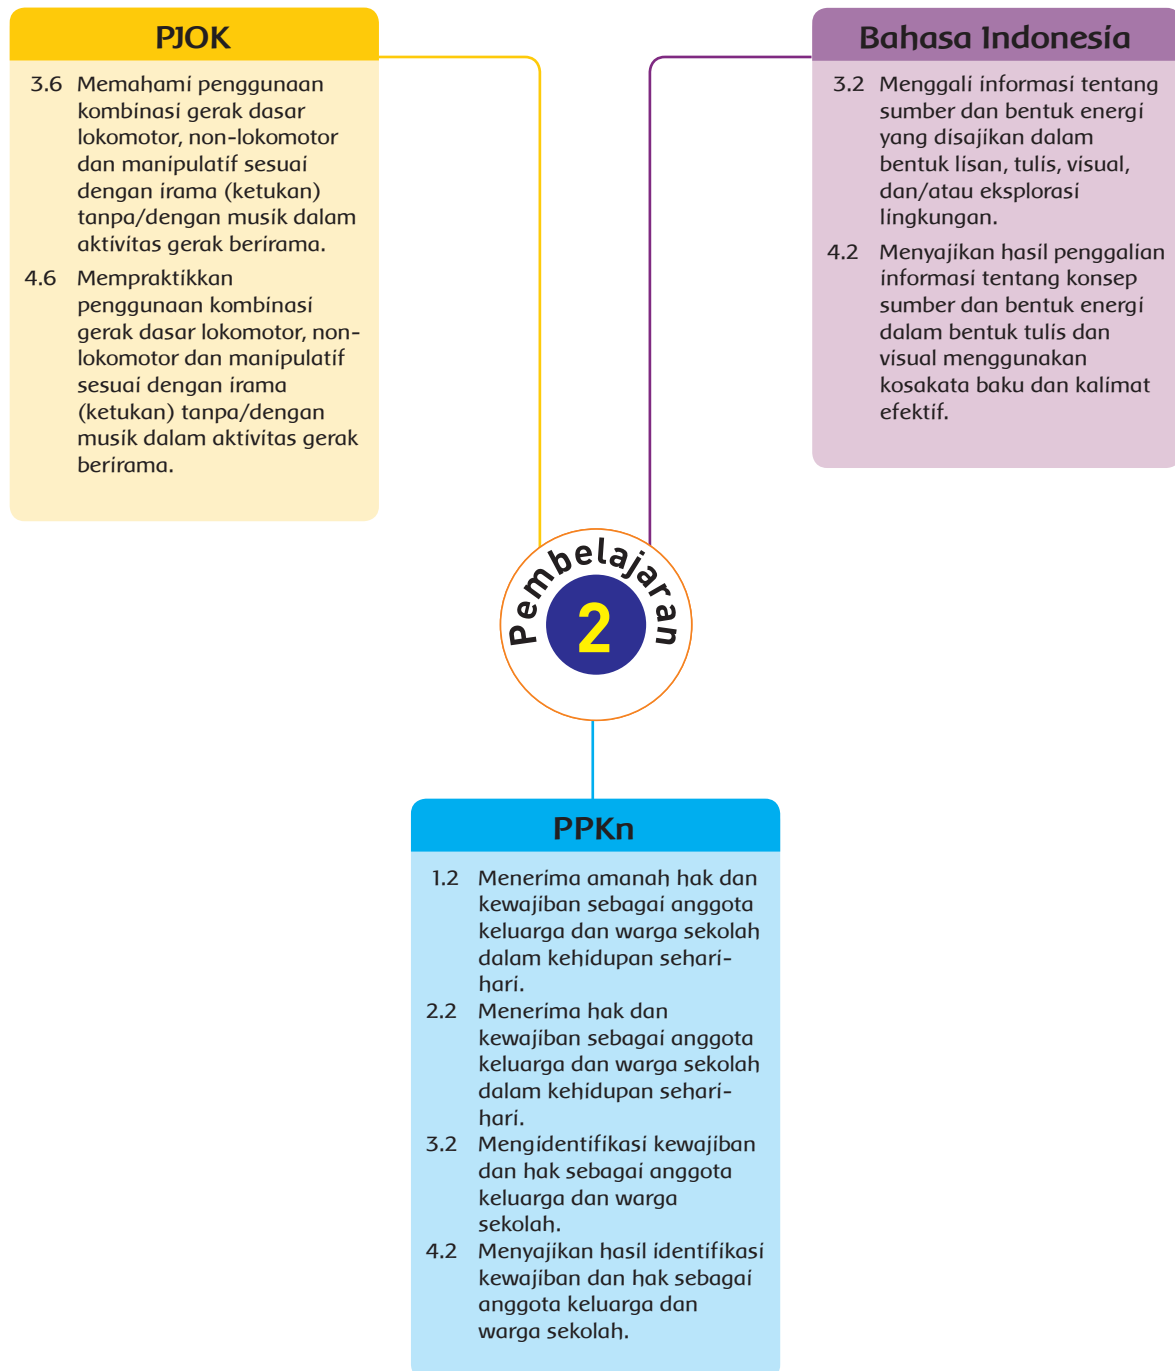 PJOK
3.6 Memahami penggunaan
kombinasi gerak dasar
lokomotor, non-lokomotor
dan manipulatif sesuai
dengan irama (ketukan)
tanpa/dengan musik dalam
aktivitas gerak berirama.
4.6 Mempraktikkan
penggunaan kombinasi
gerak dasar lokomotor, non-
lokomotor dan manipulatif
sesuai dengan irama
(ketukan) tanpa/dengan
musik dalam aktivitas gerak
berirama.
Bahasa Indonesia
3.2 Menggali informasi tentang
sumber dan bentuk energi
yang disajikan dalam
bentuk lisan, tulis, visual,
dan/atau eksplorasi
lingkungan.
4.2 Menyajikan hasil penggalian
informasi tentang konsep
sumber dan bentuk energi
dalam bentuk tulis dan
visual menggunakan
kosakata baku dan kalimat
efektif.
Pembelajaran
2
PPKn
1.2 Menerima amanah hak dan
kewajiban sebagai anggota
keluarga dan warga sekolah
dalam kehidupan sehari-
hari.
2.2 Menerima hak dan
kewajiban sebagai anggota
keluarga dan warga sekolah
dalam kehidupan sehari-
hari.
3.2 Mengidentifikasi kewajiban
dan hak sebagai anggota
keluarga dan warga
sekolah.
4.2 Menyajikan hasil identifikasi
kewajiban dan hak sebagai
anggota keluarga dan
warga sekolah.